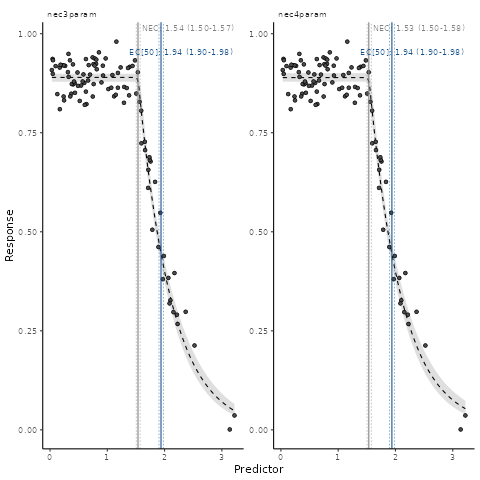 nec3param
nec4param
NEC: 1.54 (1.50-1.57)
NEC: 1.53 (1.50-1.58)
EC[50]: 1.94 (1.90-1.98)
EC[50]: 1.94 (1.90-1.98)
1.00
0.75
0.50
0.25
0.00
1.00
0.75
0.50
0.25
0.00
Response
0 1 2 3
0 1 2 3
Predictor